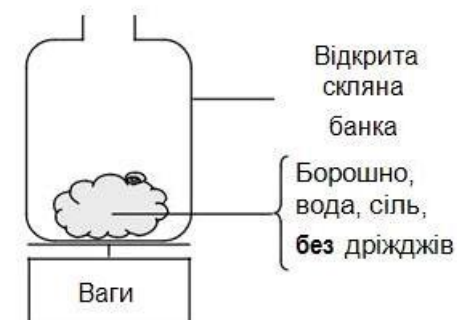 Відкрита
скляна
банка
Борошно,
вода, сіль,
без дріжджів
Ваги